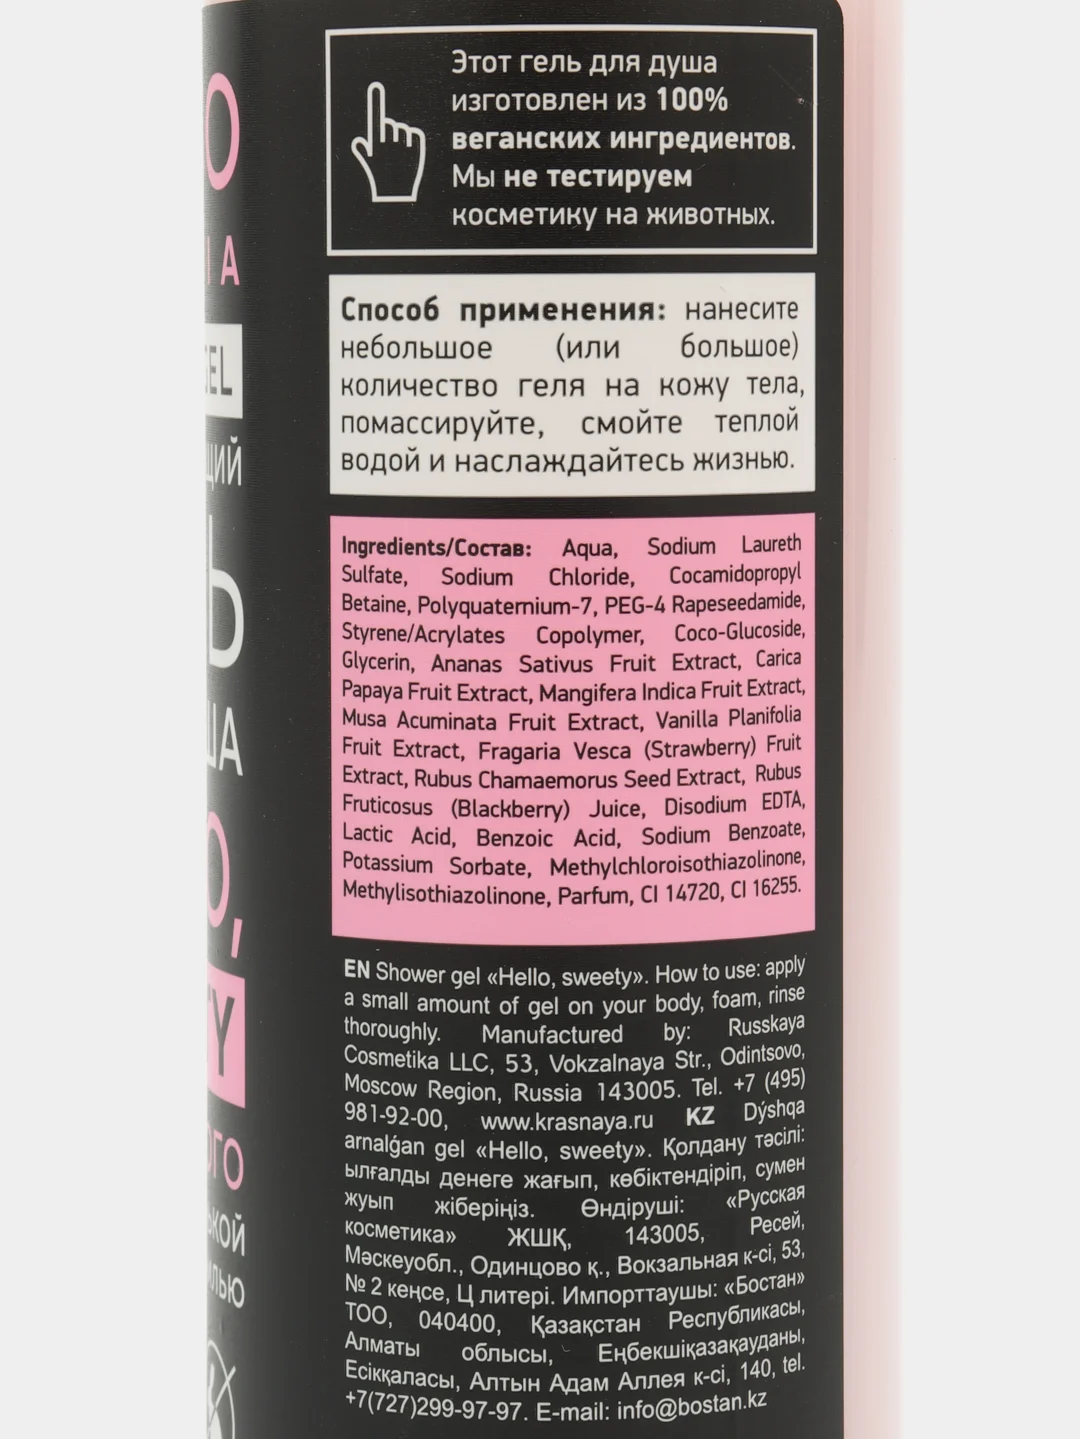 Этот гель для душа
изготовлен из 100%
веганских ингредиентов.
Мы не тестируем
косметику на животных.
Способ применения: нанесите
небольшое (или большое)
количество геля на кожу тела,
помассируйте, смойте теплой
водой и наслаждайтесь жизнью.
Ingredients/Состав: Aqua, Sodium Laureth
Sulfate, Sodium Chloride, Cocamidopropyl
Betaine, Polyquaternium-7, PEG-4 Rapeseedamide,
Styrene/Acrylates Copolymer, Coco-Glucoside,
Glycerin, Ananas Sativus Fruit Extract, Carica
Papaya Fruit Extract, Mangifera Indica Fruit Extract,
Musa Acuminata Fruit Extract, Vanilla Planifolia
Fruit Extract, Fragaria Vesca (Strawberry) Fruit
Extract, Rubus Chamaemorus Seed Extract, Rubus
Fruticosus (Blackberry) Juice, Disodium EDTA,
Lactic Acid, Benzoic Acid, Sodium Benzoate,
Potassium Sorbate, Methylchloroisothiazolinone,
Methylisothiazolinone, Parfum, CI 14720, CI 16255.
EN Shower gel «Hello, sweety». How to use: apply
a small amount of gel on your body, foam, rinse
thoroughly. Manufactured by: Russkaya
Cosmetika LLC, 53, Vokzalnaya Str., Odintsovo,
Moscow Region, Russia 143005. Tel. +7 (495)
981-92-00, www.krasnaya.ru KZ Dýshqa
arnalǵan gel «Hello, sweety». Қолдану тәсілі:
ылғалды денеге жағып, көбіктендіріп, сумен
жуып жіберіңіз. Өндіруші: «Русская
косметика» ЖШҚ, 143005, Ресей,
Мәскеуобл., Одинцово қ., Вокзальная к-сі, 53,
№ 2 кеңсе, Ц литері. Импорттаушы: «Бостан»
ТОО, 040400, Қазақстан Республикасы,
Алматы облысы, Еңбекшіқазақауданы,
Есікқаласы, Алтын Адам Аллея к-сі, 140, tel.
+7(727)299-97-97. E-mail: info@bostan.kz